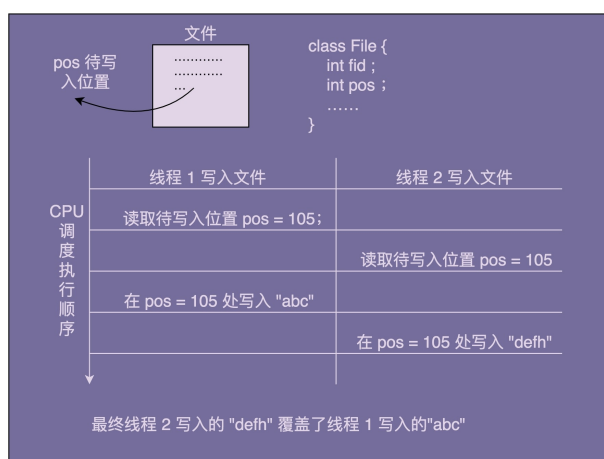 文件
pos 待写
入位置
............
............
...
class File {
int fid ;
int pos ;
......
}
线程 1 写入文件
线程 2 写入文件
CPU
调
度
执
行
顺
序
读取待写入位置 pos = 105;
读取待写入位置 pos = 105
在 pos = 105 处写入 "abc"
在 pos = 105 处写入 "defh"
最终线程 2 写入的 "defh" 覆盖了线程 1 写入的"abc"